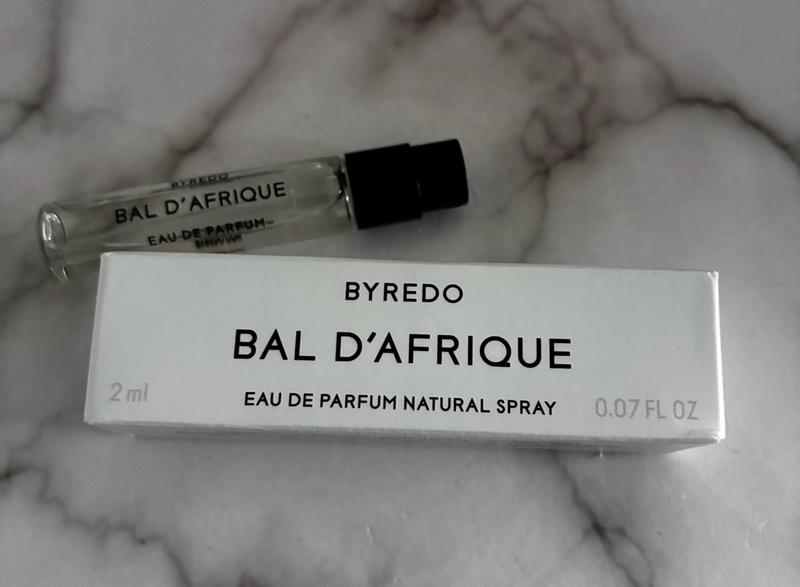 BYREDO
BAL D'AFRIQUE
EAU DE PARFUM
BYREDO
BAL D'AFRIQUE
2 ml
EAU DE PARFUM NATURAL SPRAY
0.07 FL OZ